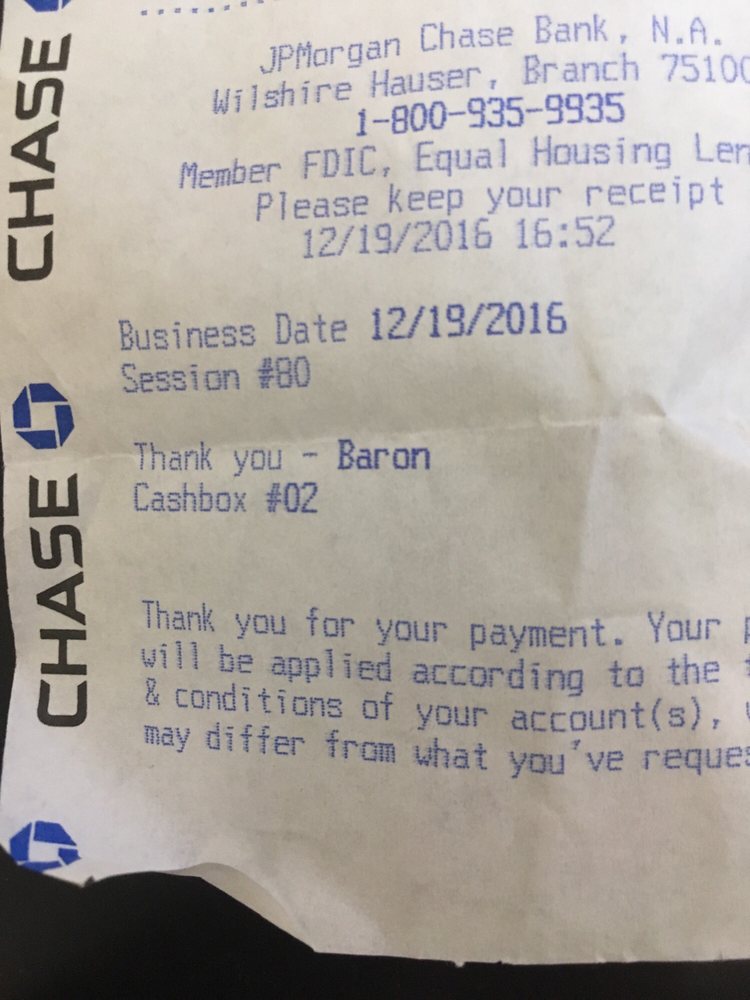 JPMorgan Chase Bank, N.A.
Wilshire Hauser, Branch 75100
1-800-935-9935
Member FDIC, Equal Housing Len
Please keep your receipt
12/19/2016 16:52
Business Date 12/19/2016
Session #80
Thank you - Baron
Cashbox #02
Thank you for your payment. Your
will be applied according to the
& conditions of your account(s),
may differ from what you've reques
CHASE
CHASE